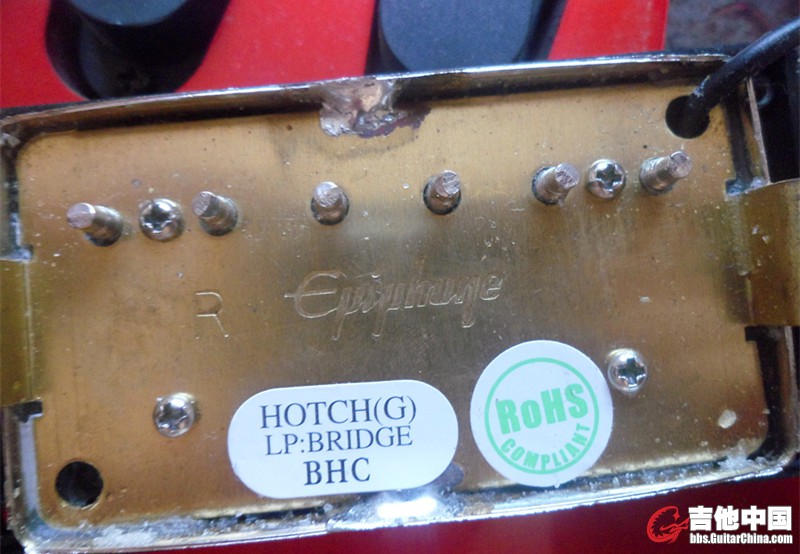 R
Epiphone
HOTCH(G)
LP:BRIDGE
BHC
RoHS
COMPLIANT
吉他中国
bbs.GuitarChina.com